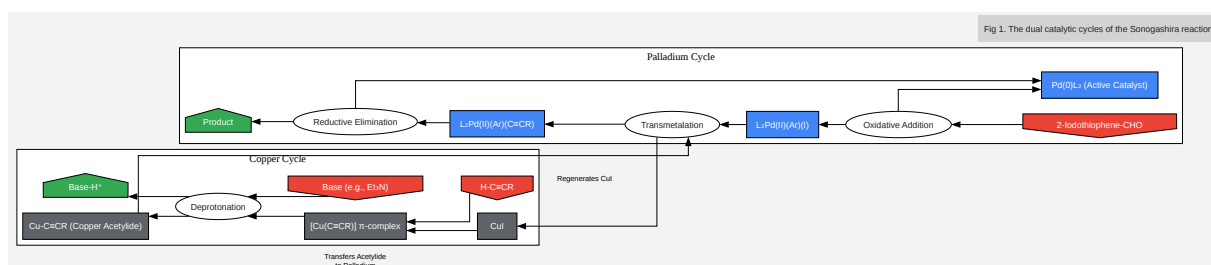 Fig 1. The dual catalytic cycles of the Sonogashira reaction
Palladium Cycle
Pd(0)L₂ (Active Catalyst)
Product
Reductive Elimination
L₂Pd(II)(Ar)(C≡CR)
Transmetalation
L₂Pd(II)(Ar)(I)
Oxidative Addition
2-Iodothiophene-CHO
Copper Cycle
Regenerates CuI
Base-H⁺
Base (e.g., Et₃N)
H-C≡CR
Deprotonation
Cu-C≡CR (Copper Acetylide)
[Cu(C≡CR)] π-complex
CuI
Transfers Acetylide
to Palladium